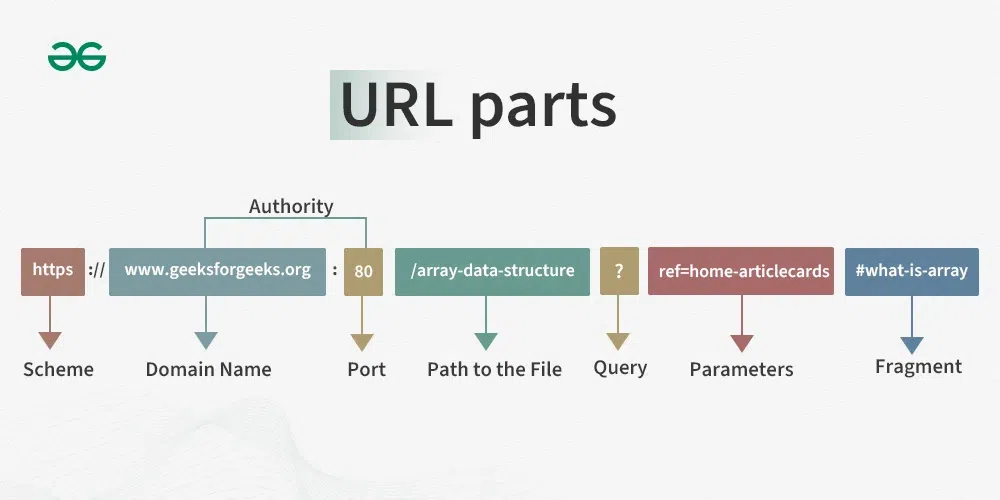 URL parts
Authority
https :// www.geeksforgeeks.org : 80 /array-data-structure ? ref=home-articlecards #what-is-array
Scheme Domain Name Port Path to the File Query Parameters Fragment